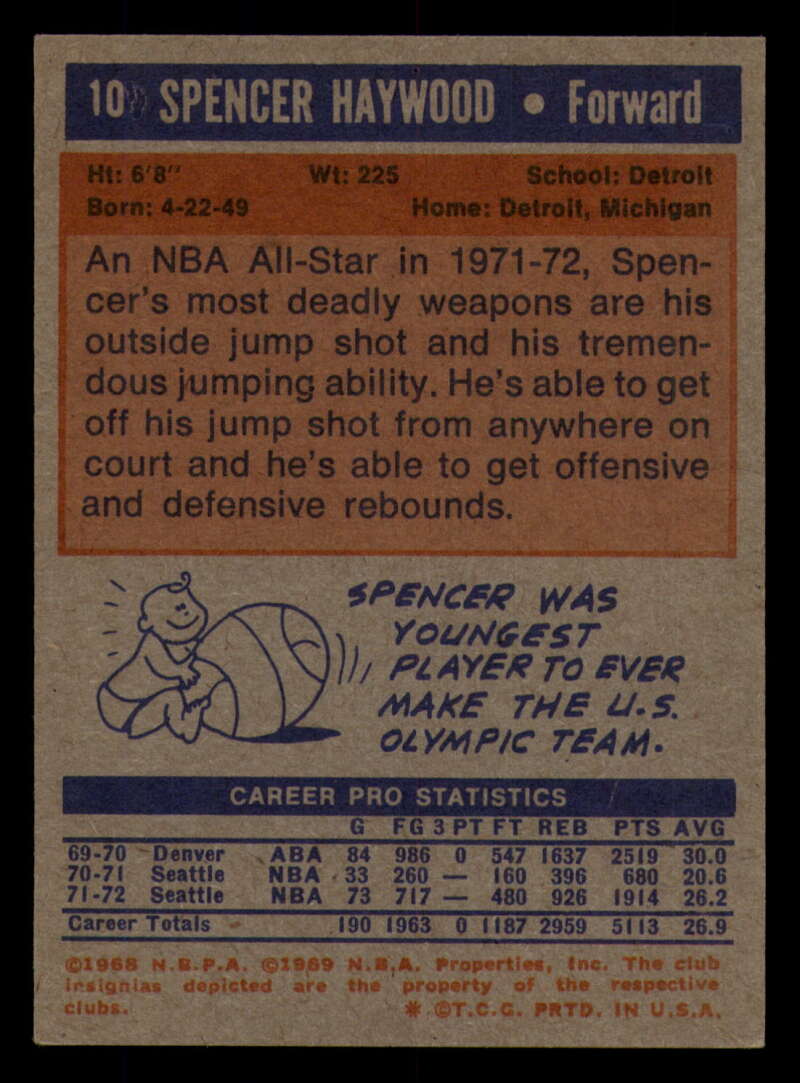 10 SPENCER HAYWOOD • Forward
Ht: 6'8" Wt: 225 School: Detroit
Born: 4-22-49 Home: Detroit, Michigan
An NBA All-Star in 1971-72, Spen-
cer's most deadly weapons are his
outside jump shot and his tremen-
dous jumping ability. He's able to get
off his jump shot from anywhere on
court and he's able to get offensive
and defensive rebounds.
SPENCER WAS
YOUNGEST
PLAYER TO EVER
MAKE THE U.S.
OLYMPIC TEAM.
CAREER PRO STATISTICS
G FG 3 PT FT REB PTS AVG
69-70 Denver ABA 84 986 0 547 1637 2519 30.0
70-71 Seattle NBA 33 260 — 160 396 680 20.6
71-72 Seattle NBA 73 717 — 480 926 1914 26.2
Career Totals 190 1963 0 1187 2959 5113 26.9
©1968 N.B.P.A. ©1969 N.B.A. Properties, Inc. The club
insignias depicted are the property of the respective
clubs. * ©T.C.G. PRTD. IN U.S.A.